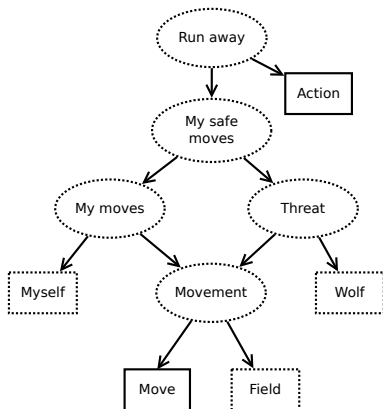 Run away
Action
My safe
moves
My moves
Threat
Myself
Movement
Wolf
Move
Field